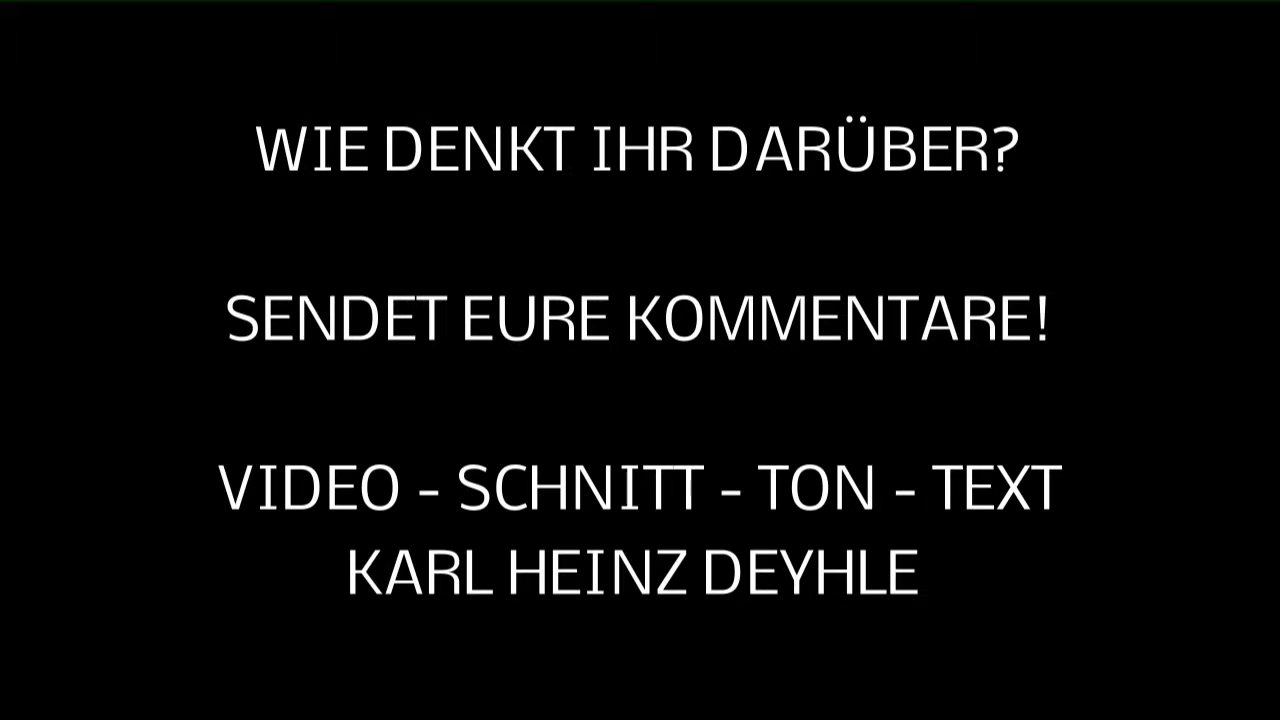 WIE DENKT IHR DARÜBER?
SENDET EURE KOMMENTARE!
VIDEO - SCHNITT - TON - TEXT
KARL HEINZ DEYHLE